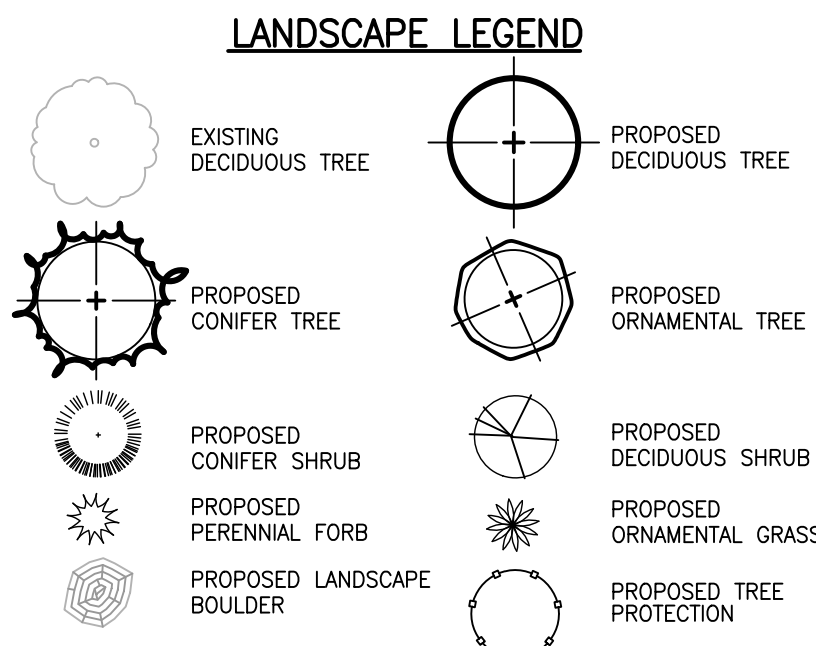 LANDSCAPE LEGEND
EXISTING
DECIDUOUS TREE
PROPOSED
DECIDUOUS TREE
PROPOSED
CONIFER TREE
PROPOSED
ORNAMENTAL TREE
PROPOSED
CONIFER SHRUB
PROPOSED
DECIDUOUS SHRUB
PROPOSED
PERENNIAL FORB
PROPOSED
ORNAMENTAL GRASS
PROPOSED LANDSCAPE
BOULDER
PROPOSED TREE
PROTECTION